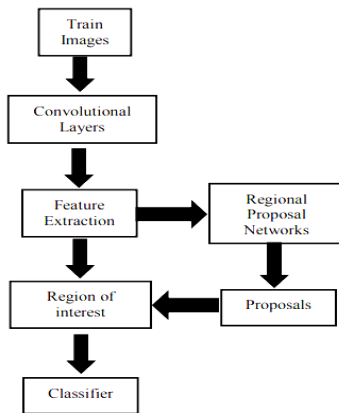 Train
Images
Convolutional
Layers
Feature
Extraction
Regional
Proposal
Networks
Region of
interest
Proposals
Classifier